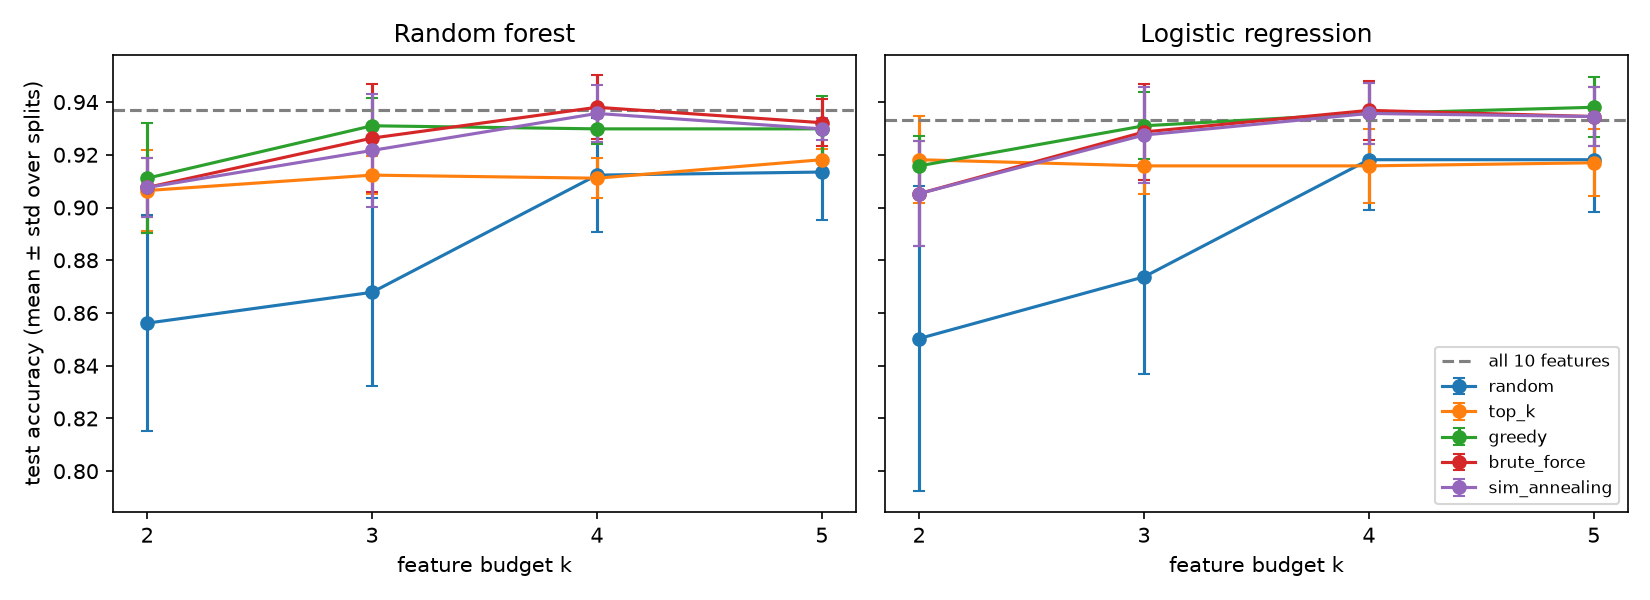 Random forest
Logistic regression
test accuracy (mean ± std over splits)
0.94
0.92
0.90
0.88
0.86
0.84
0.82
0.80
2
3
4
5
feature budget k
2
3
4
5
feature budget k
all 10 features
random
top_k
greedy
brute_force
sim_annealing